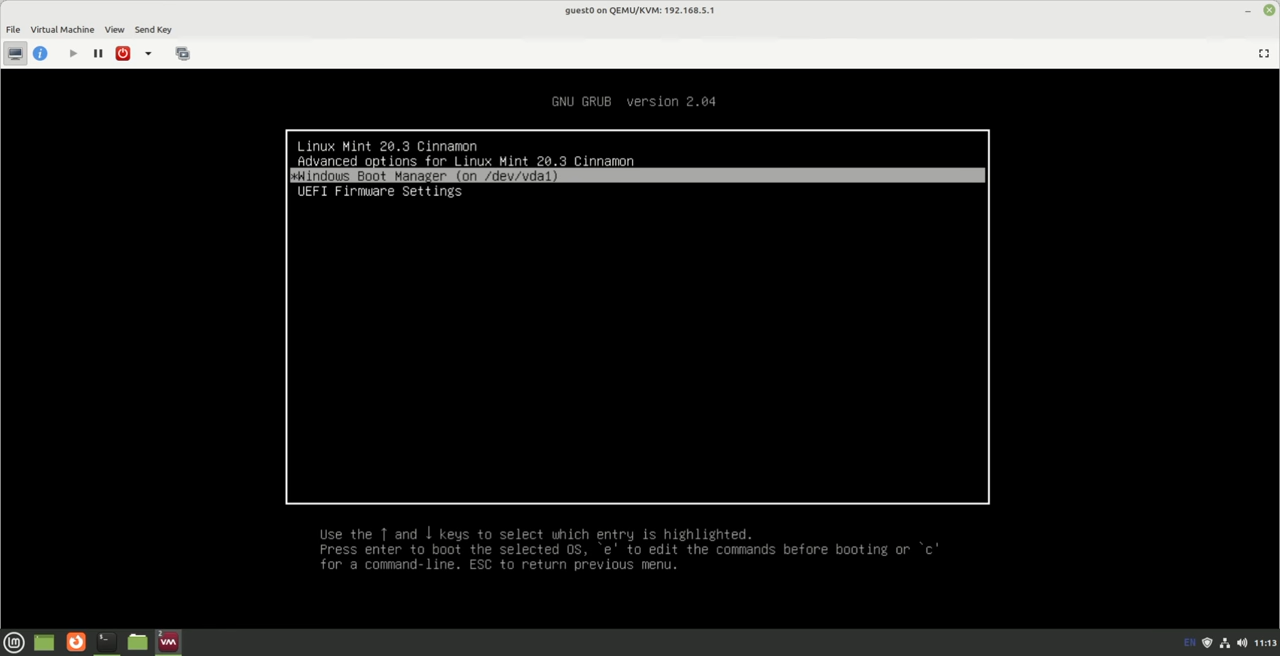 guest0 on QEMU/KVM: 192.168.5.1
File Virtual Machine View Send Key
GNU GRUB version 2.04
Linux Mint 20.3 Cinnamon
Advanced options for Linux Mint 20.3 Cinnamon
*Windows Boot Manager (on /dev/vda1)
UEFI Firmware Settings
Use the ↑ and ↓ keys to select which entry is highlighted.
Press enter to boot the selected OS, `e' to edit the commands before booting or `c'
for a command-line. ESC to return previous menu.
2 VM EN 11:13